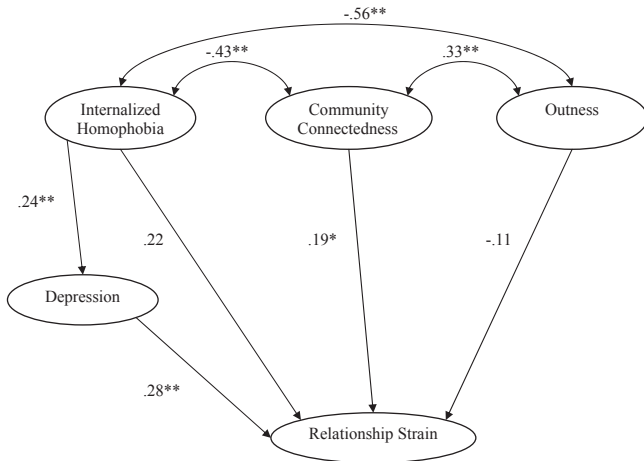 -.56**
-.43**
.33**
Internalized
Homophobia
Community
Connectedness
Outness
.24**
.22
.19*
-.11
Depression
.28**
Relationship Strain